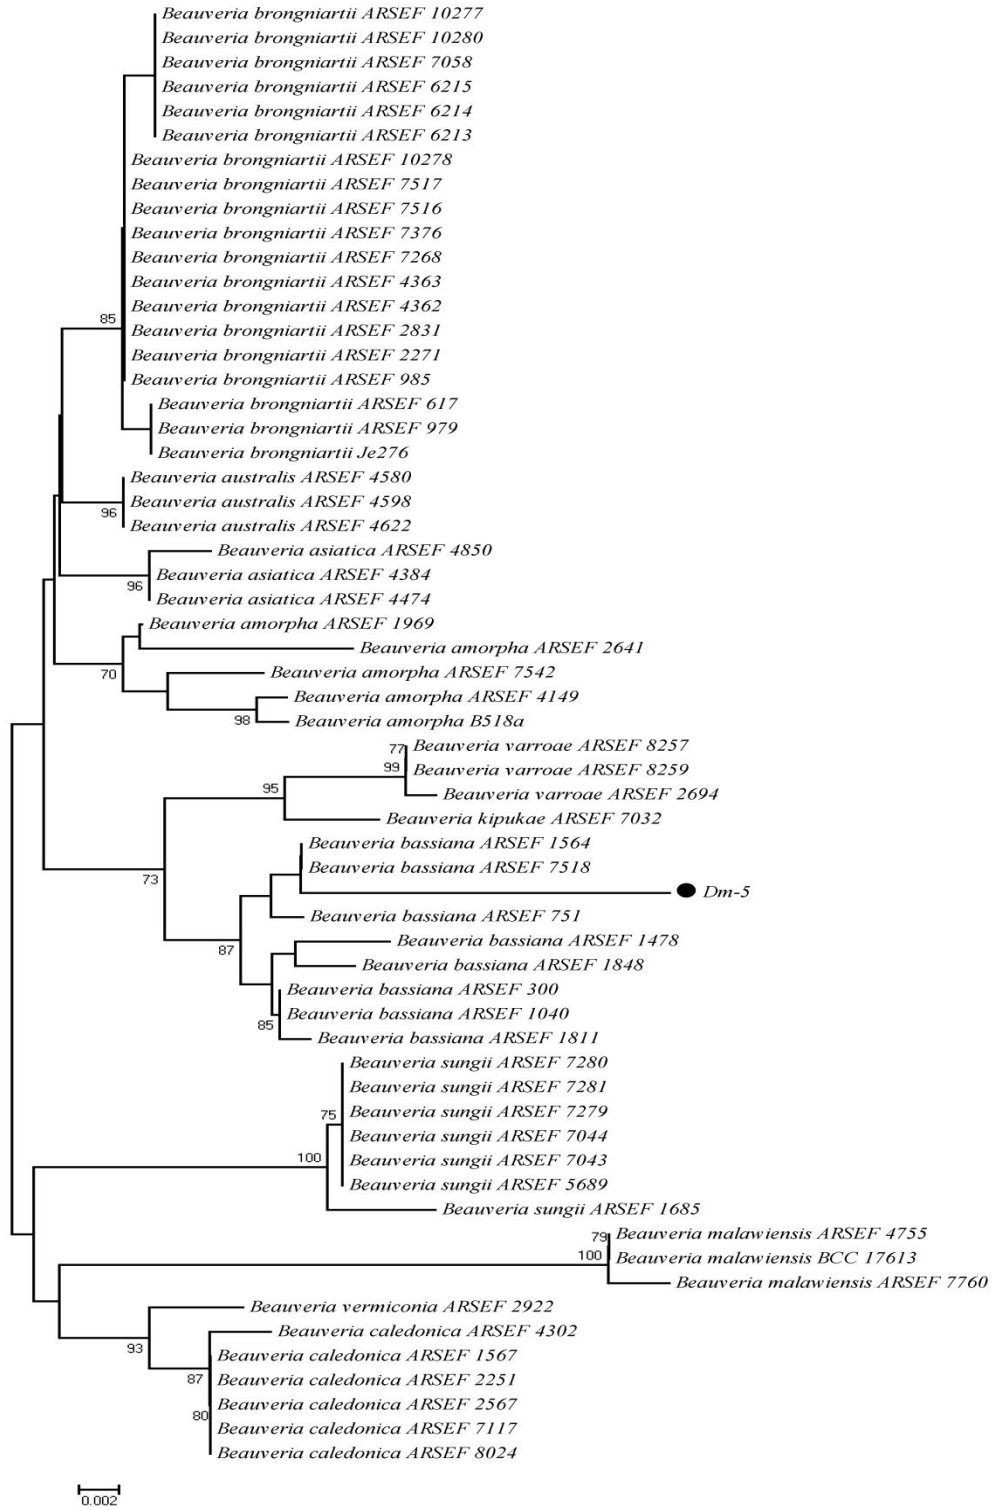 Beauveria brongniartii ARSEF 10277
Beauveria brongniartii ARSEF 10280
Beauveria brongniartii ARSEF 7058
Beauveria brongniartii ARSEF 6215
Beauveria brongniartii ARSEF 6214
Beauveria brongniartii ARSEF 6213
Beauveria brongniartii ARSEF 10278
Beauveria brongniartii ARSEF 7517
Beauveria brongniartii ARSEF 7516
Beauveria brongniartii ARSEF 7376
Beauveria brongniartii ARSEF 7268
Beauveria brongniartii ARSEF 4363
Beauveria brongniartii ARSEF 4362
85
Beauveria brongniartii ARSEF 2831
Beauveria brongniartii ARSEF 2271
Beauveria brongniartii ARSEF 985
Beauveria brongniartii ARSEF 617
Beauveria brongniartii ARSEF 979
Beauveria brongniartii Je276
Beauveria australis ARSEF 4580
Beauveria australis ARSEF 4598
96
Beauveria australis ARSEF 4622
Beauveria asiatica ARSEF 4850
Beauveria asiatica ARSEF 4384
96
Beauveria asiatica ARSEF 4474
Beauveria amorpha ARSEF 1969
Beauveria amorpha ARSEF 2641
70
Beauveria amorpha ARSEF 7542
Beauveria amorpha ARSEF 4149
98
Beauveria amorpha B518a
77
Beauveria varroae ARSEF 8257
99
Beauveria varroae ARSEF 8259
95
Beauveria varroae ARSEF 2694
Beauveria kipukae ARSEF 7032
Beauveria bassiana ARSEF 1564
Beauveria bassiana ARSEF 7518
73
Dm-5
Beauveria bassiana ARSEF 751
87
Beauveria bassiana ARSEF 1478
Beauveria bassiana ARSEF 1848
Beauveria bassiana ARSEF 300
Beauveria bassiana ARSEF 1040
85
Beauveria bassiana ARSEF 1811
Beauveria sungii ARSEF 7280
Beauveria sungii ARSEF 7281
75
Beauveria sungii ARSEF 7279
Beauveria sungii ARSEF 7044
100
Beauveria sungii ARSEF 7043
Beauveria sungii ARSEF 5689
Beauveria sungii ARSEF 1685
79
Beauveria malawiensis ARSEF 4755
100
Beauveria malawiensis BCC 17613
Beauveria malawiensis ARSEF 7760
Beauveria vermiconia ARSEF 2922
93
Beauveria caledonica ARSEF 4302
Beauveria caledonica ARSEF 1567
87
Beauveria caledonica ARSEF 2251
80
Beauveria caledonica ARSEF 2567
Beauveria caledonica ARSEF 7117
Beauveria caledonica ARSEF 8024
0.002